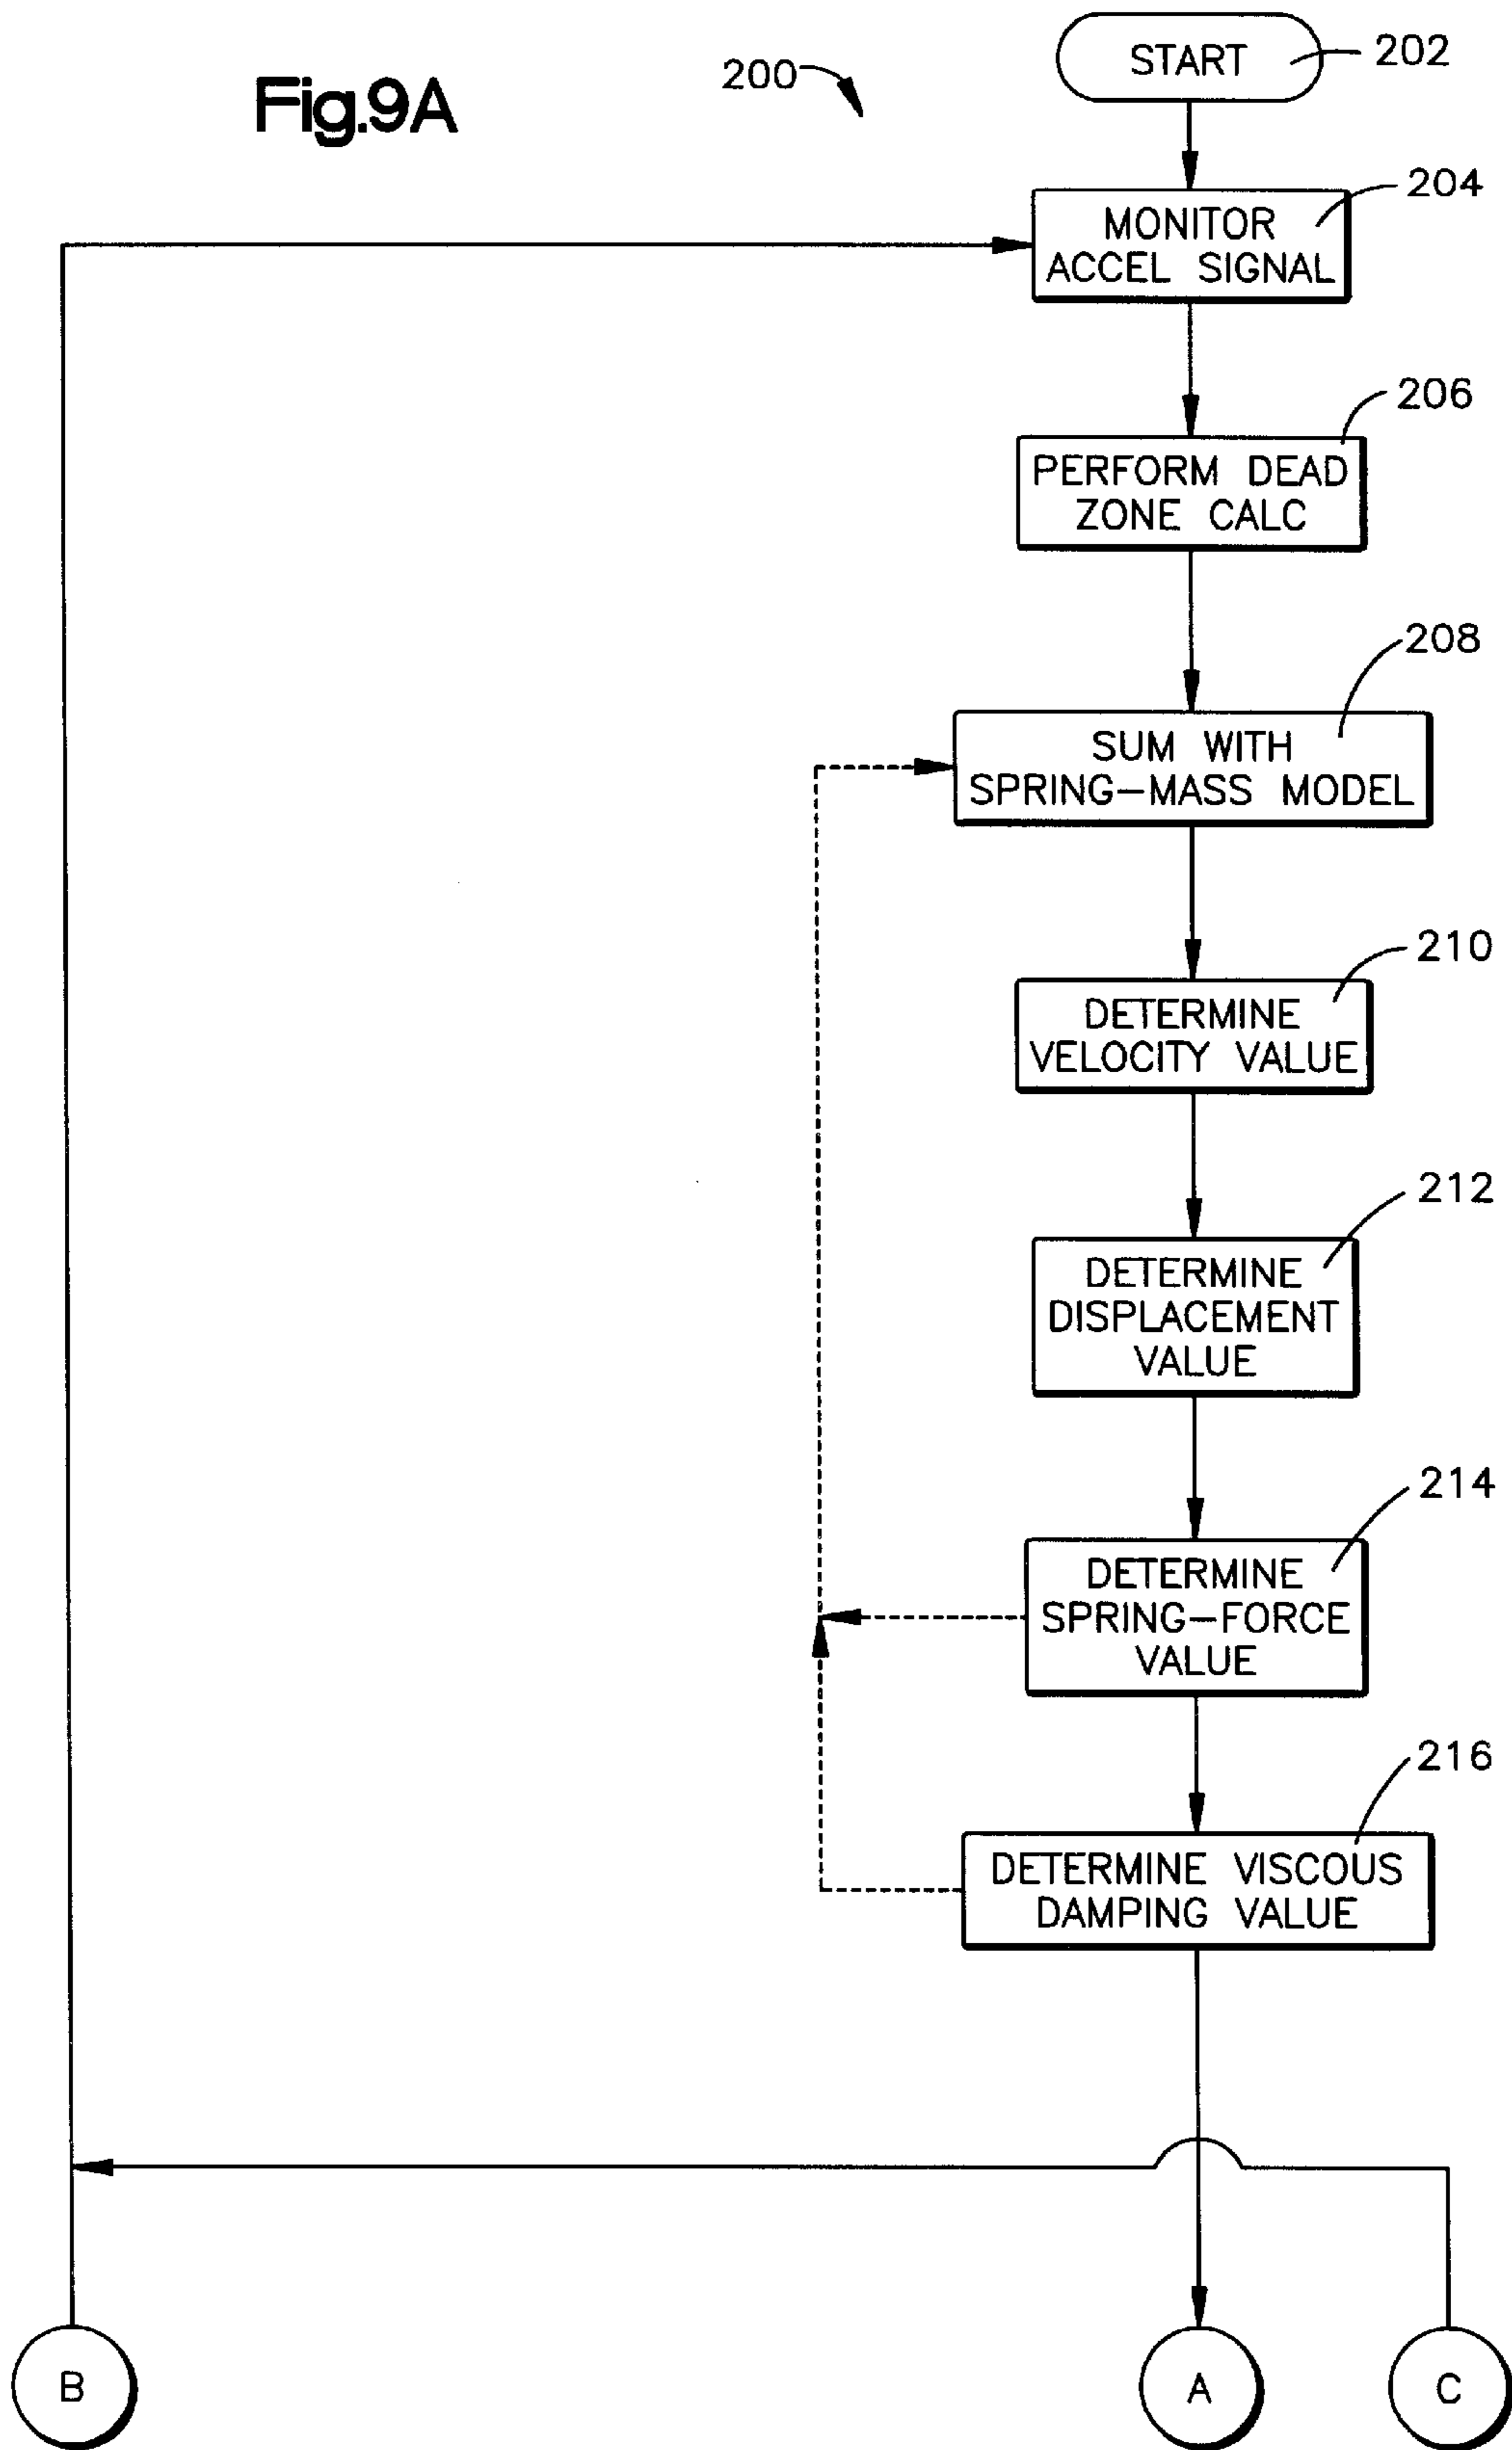 Fig.9A
200
START
202
MONITOR
ACCEL SIGNAL
204
PERFORM DEAD
ZONE CALC
206
SUM WITH
SPRING-MASS MODEL
208
DETERMINE
VELOCITY VALUE
210
DETERMINE
DISPLACEMENT
VALUE
212
DETERMINE
SPRING-FORCE
VALUE
214
DETERMINE VISCOUS
DAMPING VALUE
216
B
A
C